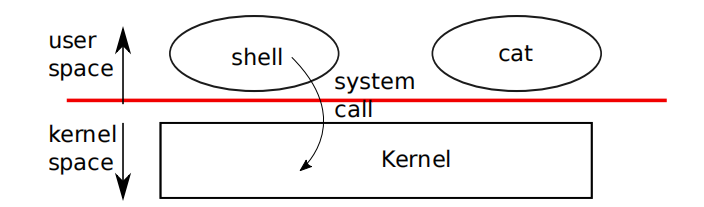 user
space
shell
cat
system
call
kernel
space
Kernel